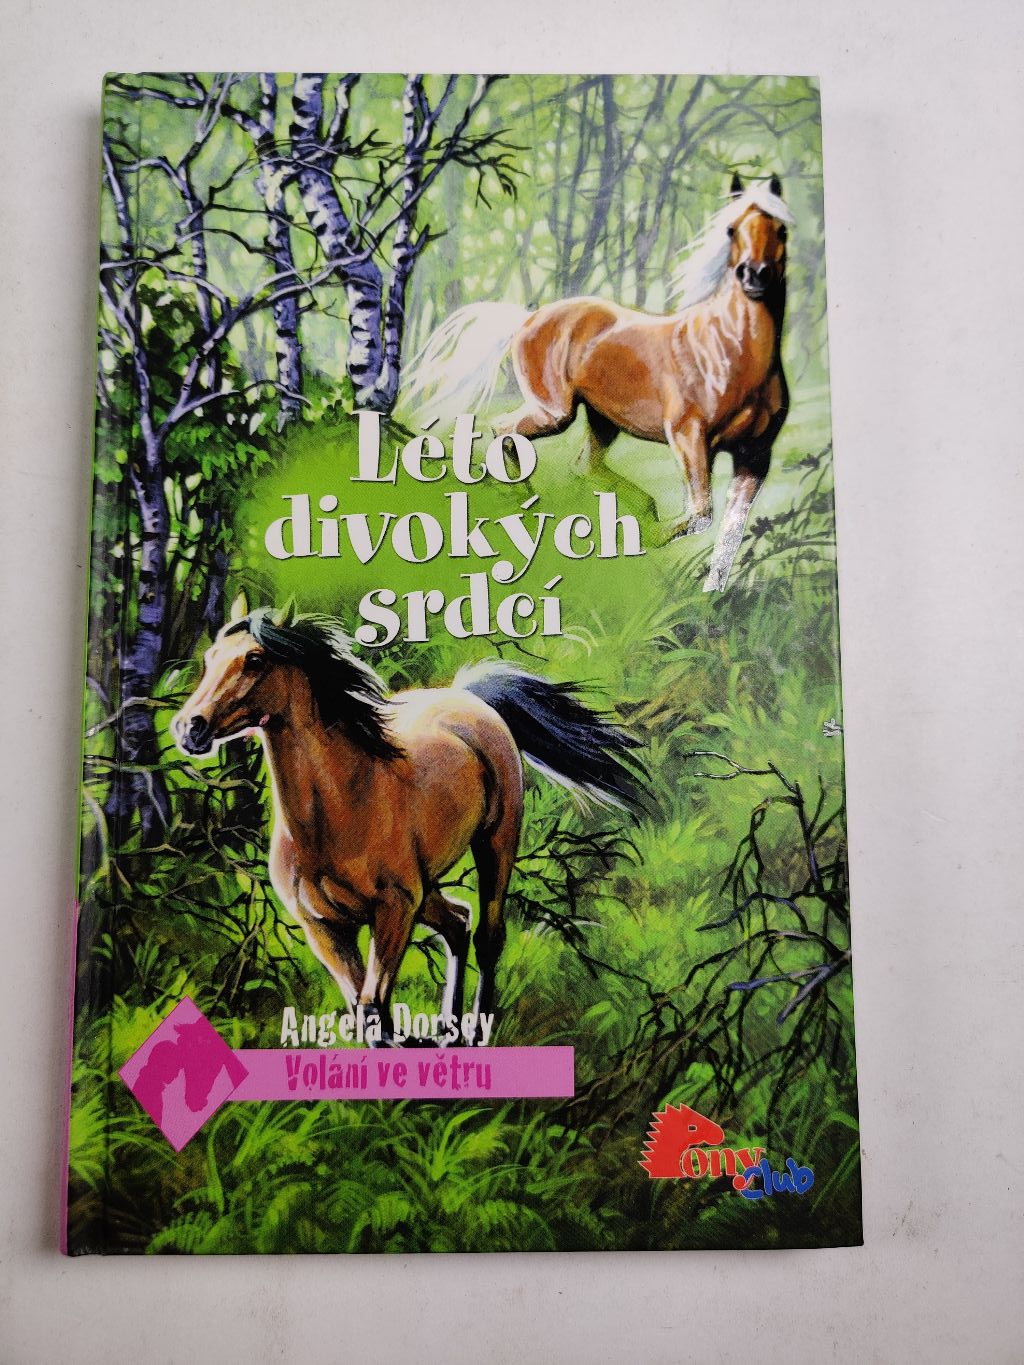 Léto
divokých
srdcí
Angela Dorsey
Volání ve větru
Pony
club